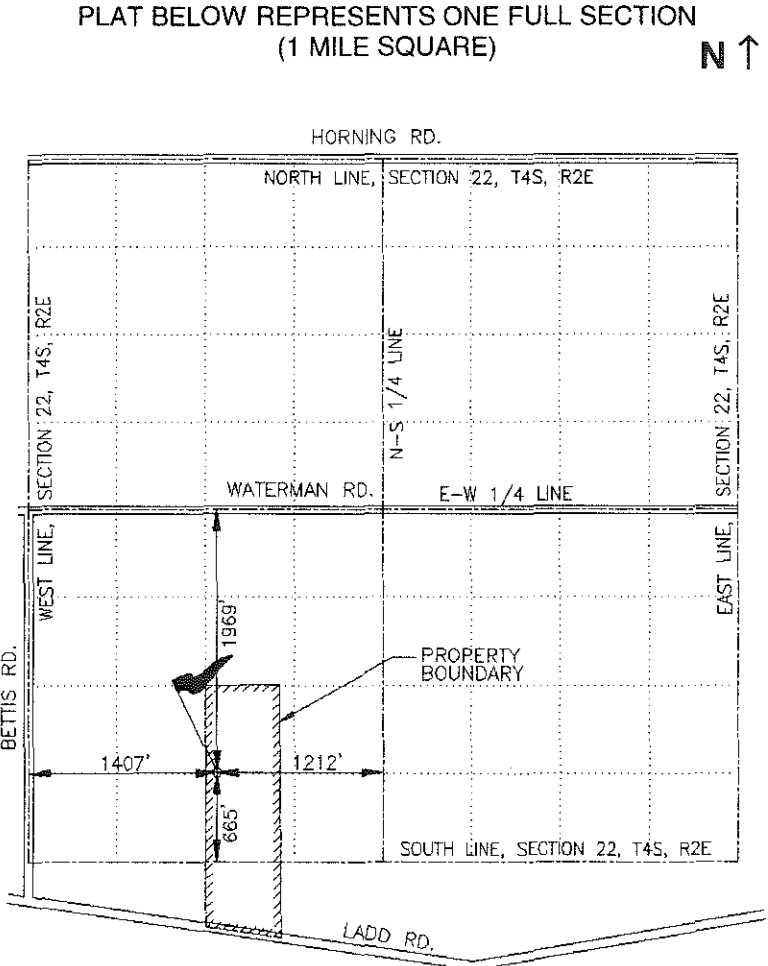 PLAT BELOW REPRESENTS ONE FULL SECTION
(1 MILE SQUARE)
N ↑
HORNING RD.
NORTH LINE, SECTION 22, T4S, R2E
WEST LINE, SECTION 22, T4S, R2E
N-S 1/4 LINE
EAST LINE, SECTION 22, T4S, R2E
WATERMAN RD.
E-W 1/4 LINE
BETTIS RD.
1969'
PROPERTY
BOUNDARY
1407'
1212'
665'
SOUTH LINE, SECTION 22, T4S, R2E
LADD RD.